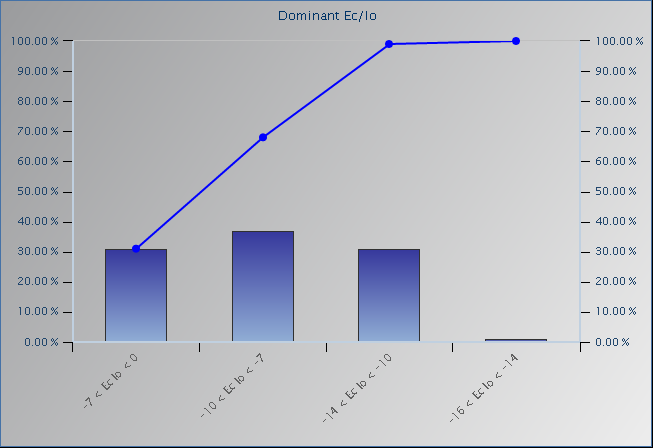 Dominant Ec/Io
100.00 % 100.00 %
90.00 % 90.00 %
80.00 % 80.00 %
70.00 % 70.00 %
60.00 % 60.00 %
50.00 % 50.00 %
40.00 % 40.00 %
30.00 % 30.00 %
20.00 % 20.00 %
10.00 % 10.00 %
0.00 % 0.00 %
-7 < Ec Io < 0
-10 < Ec Io < -7
-14 < Ec Io < -10
-16 < Ec Io < -14